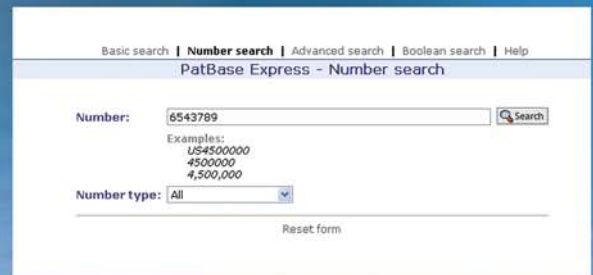 Basic search | Number search | Advanced search | Boolean search | Help
PatBase Express - Number search
Number: 6543789 Search
Examples:
US4500000
4500000
4,500,000
Number type: All
Reset form